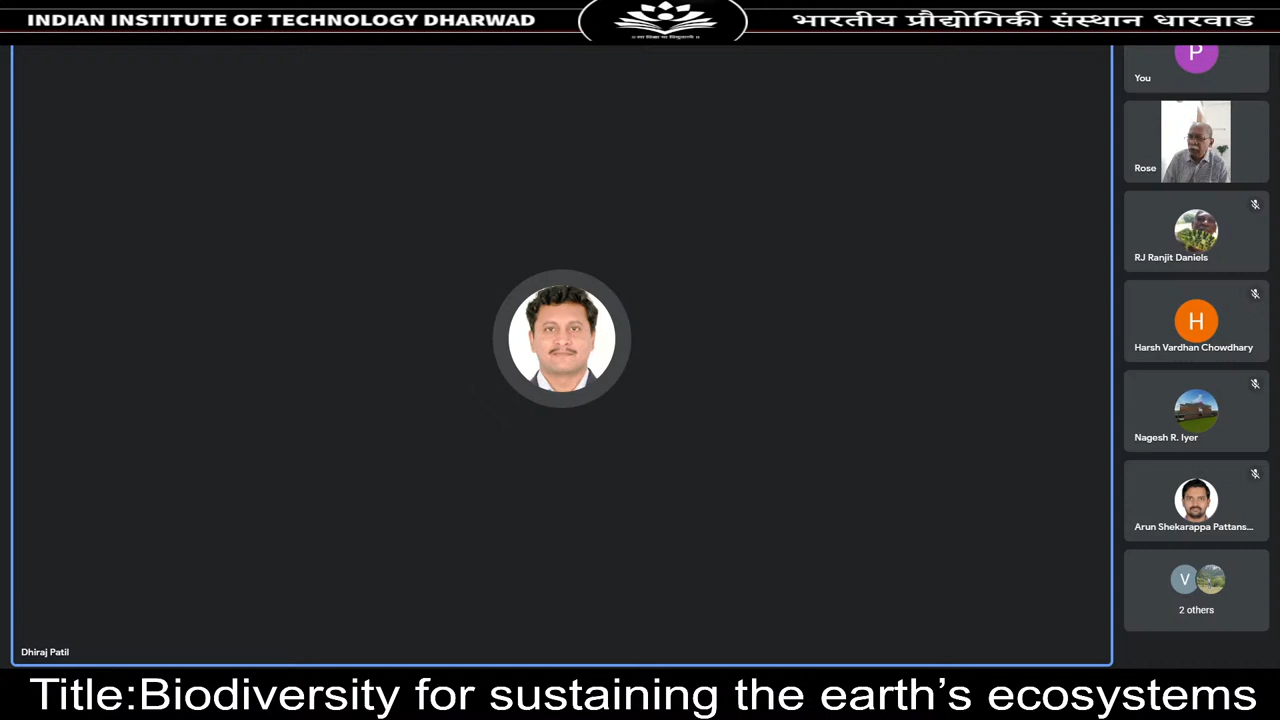 INDIAN INSTITUTE OF TECHNOLOGY DHARWAD
भारतीय प्रौद्योगिकी संस्थान धारवाड
P
You
Rose
RJ Ranjit Daniels
H
Harsh Vardhan Chowdhary
Nagesh R. Iyer
Arun Shekarappa Pattans...
V
2 others
Dhiraj Patil
Title:Biodiversity for sustaining the earth's ecosystems